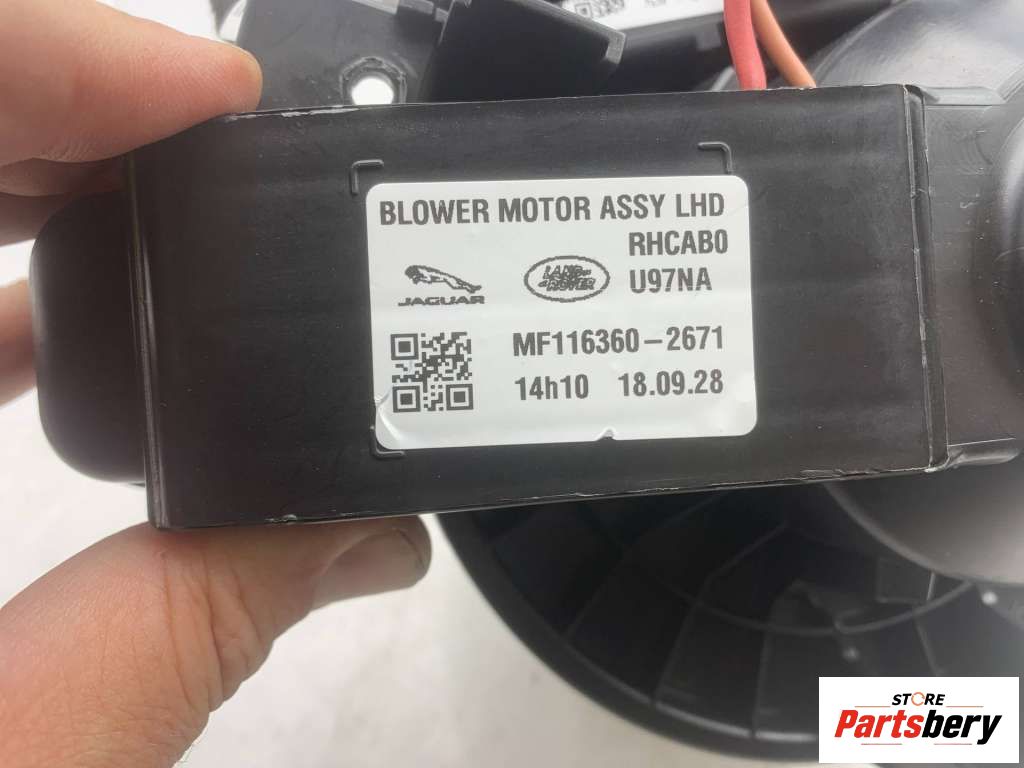 BLOWER MOTOR ASSY LHD
RHCAB0
JAGUAR
LAND ROVER
U97NA
MF116360-2671
14h10 18.09.28
STORE
Partsbery